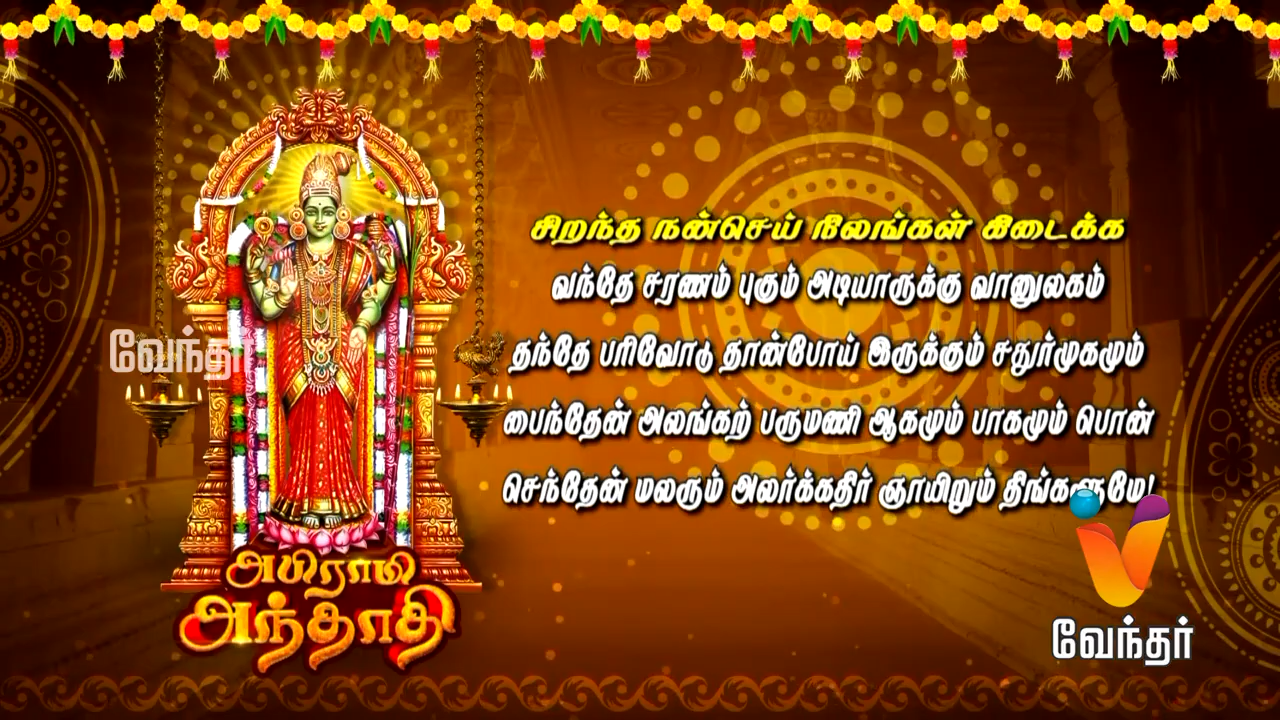 சிறந்த நன்செய் நிலங்கள் கிடைக்க
வந்தே சரணம் புகும் அடியாருக்கு வானுலகம்
தந்தே பரிவோடு தான்போய் இருக்கும் சதுர்முகமும்
பைந்தேன் அலங்கற் பருமணி ஆகமும் பாகமும் பொன்
செந்தேன் மலரும் அலர்க்கதிர் ஞாயிறும் திங்களுமே!
வேந்தர்
அபிராமி
அந்தாதி
வேந்தர்